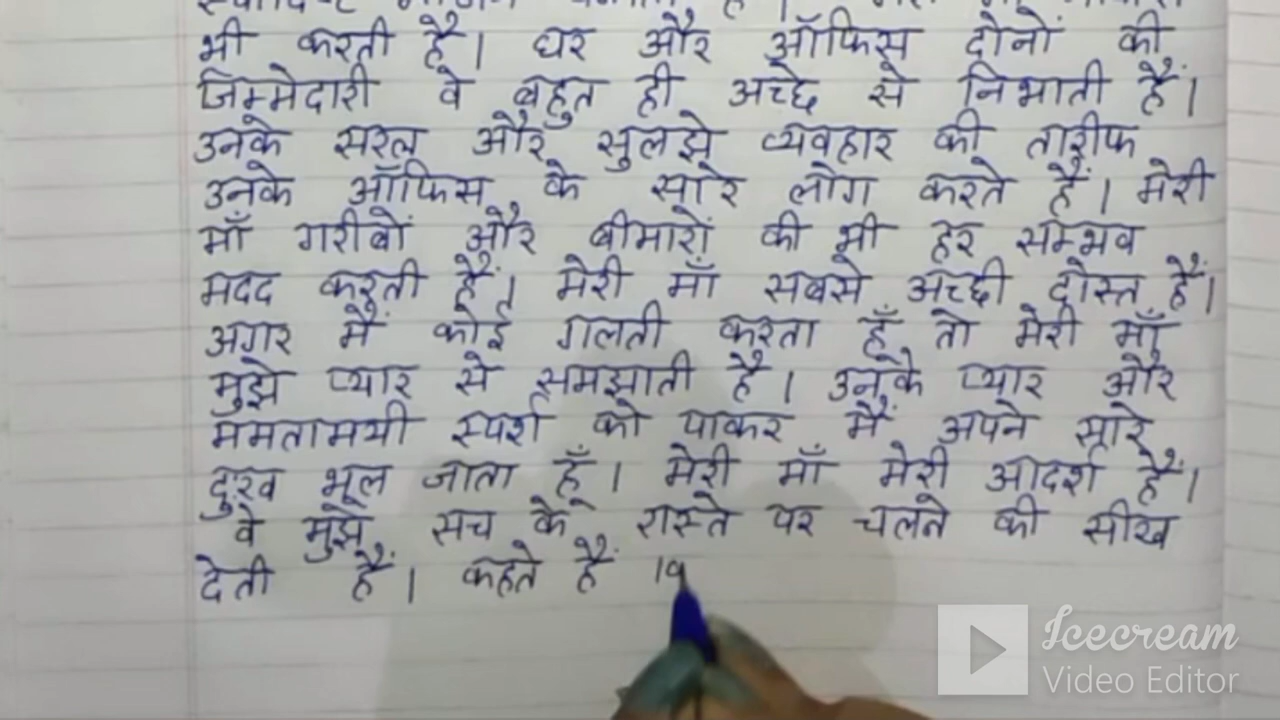 भी करती हैं। घर और ऑफिस दोनों की
जिम्मेदारी वे बहुत ही अच्छे से निभाती हैं।
उनके सरल और सुलझे व्यवहार की तारीफ
उनके ऑफिस के सारे लोग करते हैं। मेरी
माँ गरीबों और बीमारों की भी हर सम्भव
मदद करती हैं। मेरी माँ सबसे अच्छी दोस्त हैं।
अगर मैं कोई गलती करता हूँ तो मेरी माँ
मुझे प्यार से समझाती है। उनके प्यार और
ममतामयी स्पर्श को पाकर मैं अपने सारे
दुःख भूल जाता हूँ। मेरी माँ मेरी आदर्श हैं।
वे मुझे सच के रास्ते पर चलने की सीख
देती हैं। कहते हैं
Icecream
Video Editor